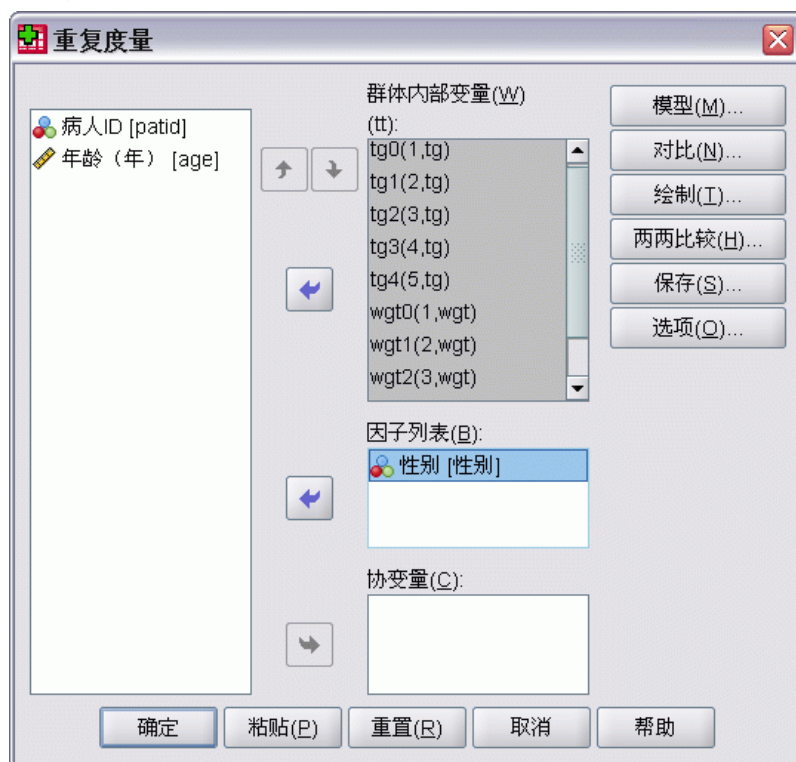 重复度量
病人ID [patid]
年龄（年） [age]
群体内部变量(W)
(tt):
tg0(1,tg)
tg1(2,tg)
tg2(3,tg)
tg3(4,tg)
tg4(5,tg)
wgt0(1,wgt)
wgt1(2,wgt)
wgt2(3,wgt)
因子列表(B):
性别 [性别]
协变量(C):
模型(M)...
对比(N)...
绘制(T)...
两两比较(H)...
保存(S)...
选项(O)...
确定
粘贴(P)
重置(R)
取消
帮助